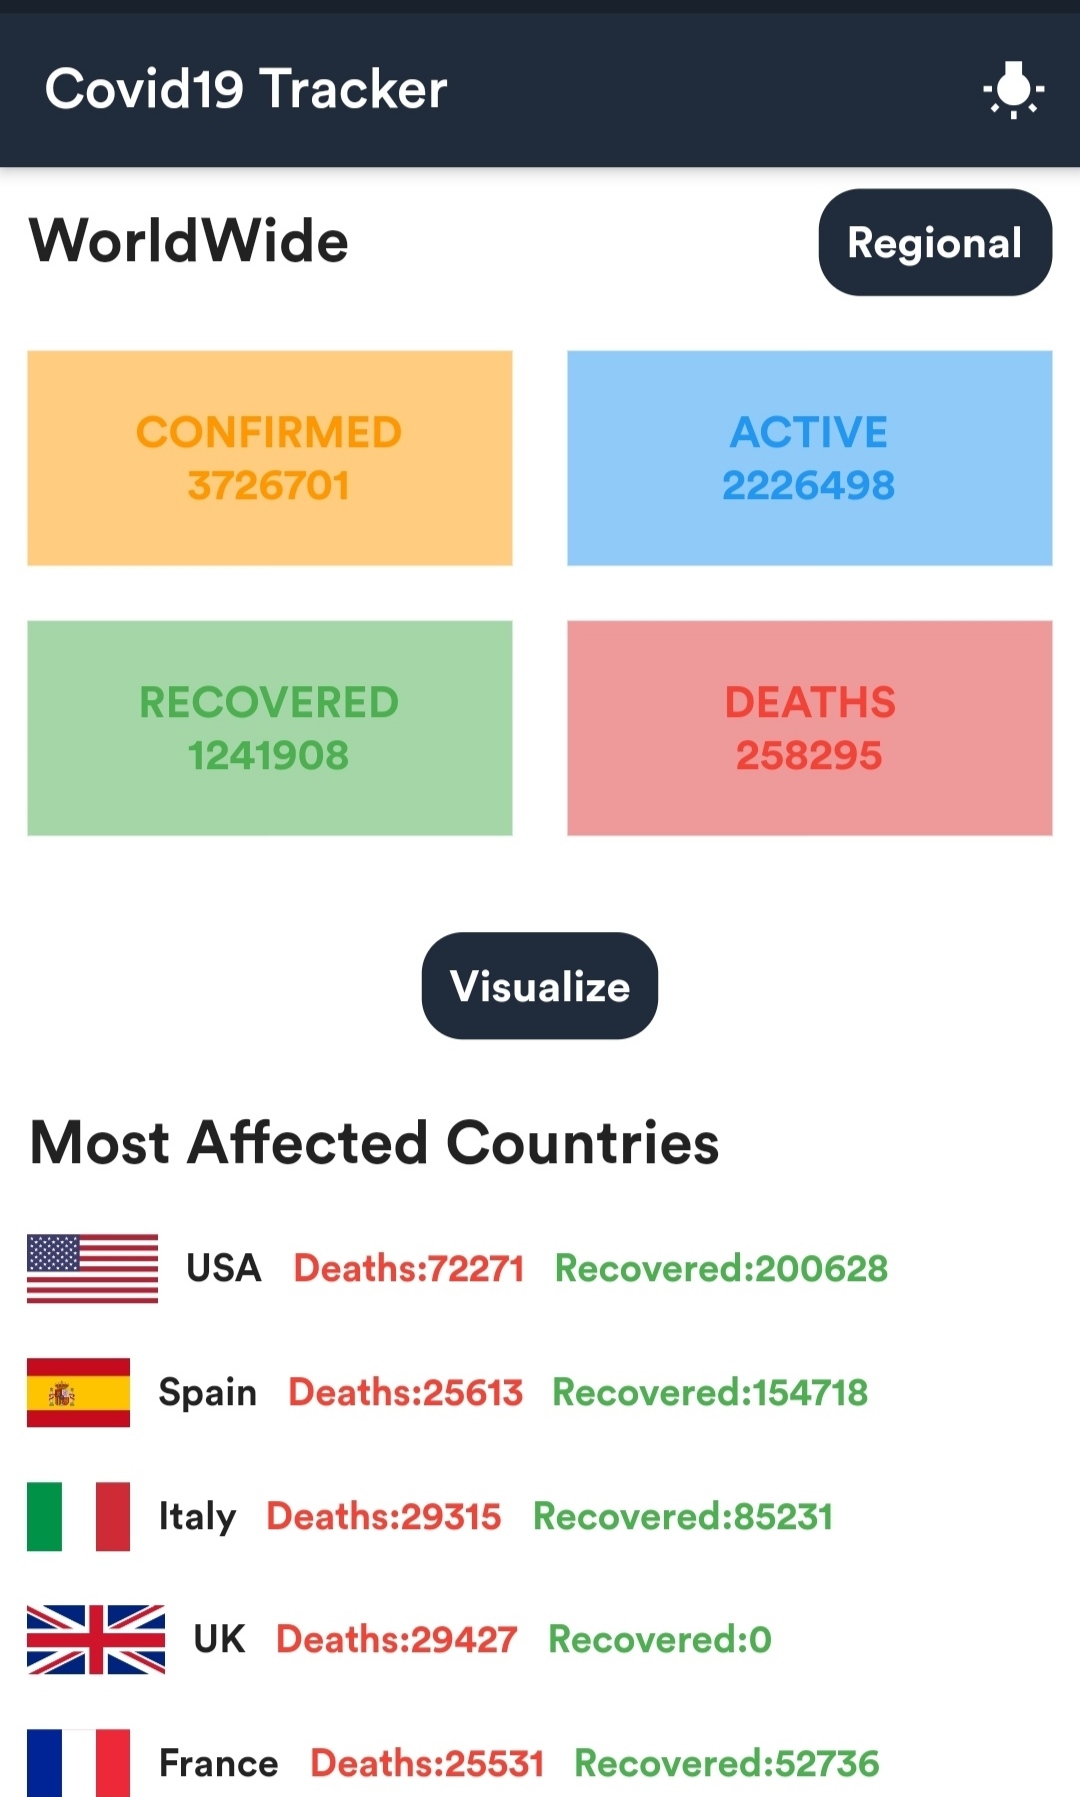 Covid19 Tracker
WorldWide
Regional
CONFIRMED
3726701
ACTIVE
2226498
RECOVERED
1241908
DEATHS
258295
Visualize
Most Affected Countries
USA Deaths:72271 Recovered:200628
Spain Deaths:25613 Recovered:154718
Italy Deaths:29315 Recovered:85231
UK Deaths:29427 Recovered:0
France Deaths:25531 Recovered:52736